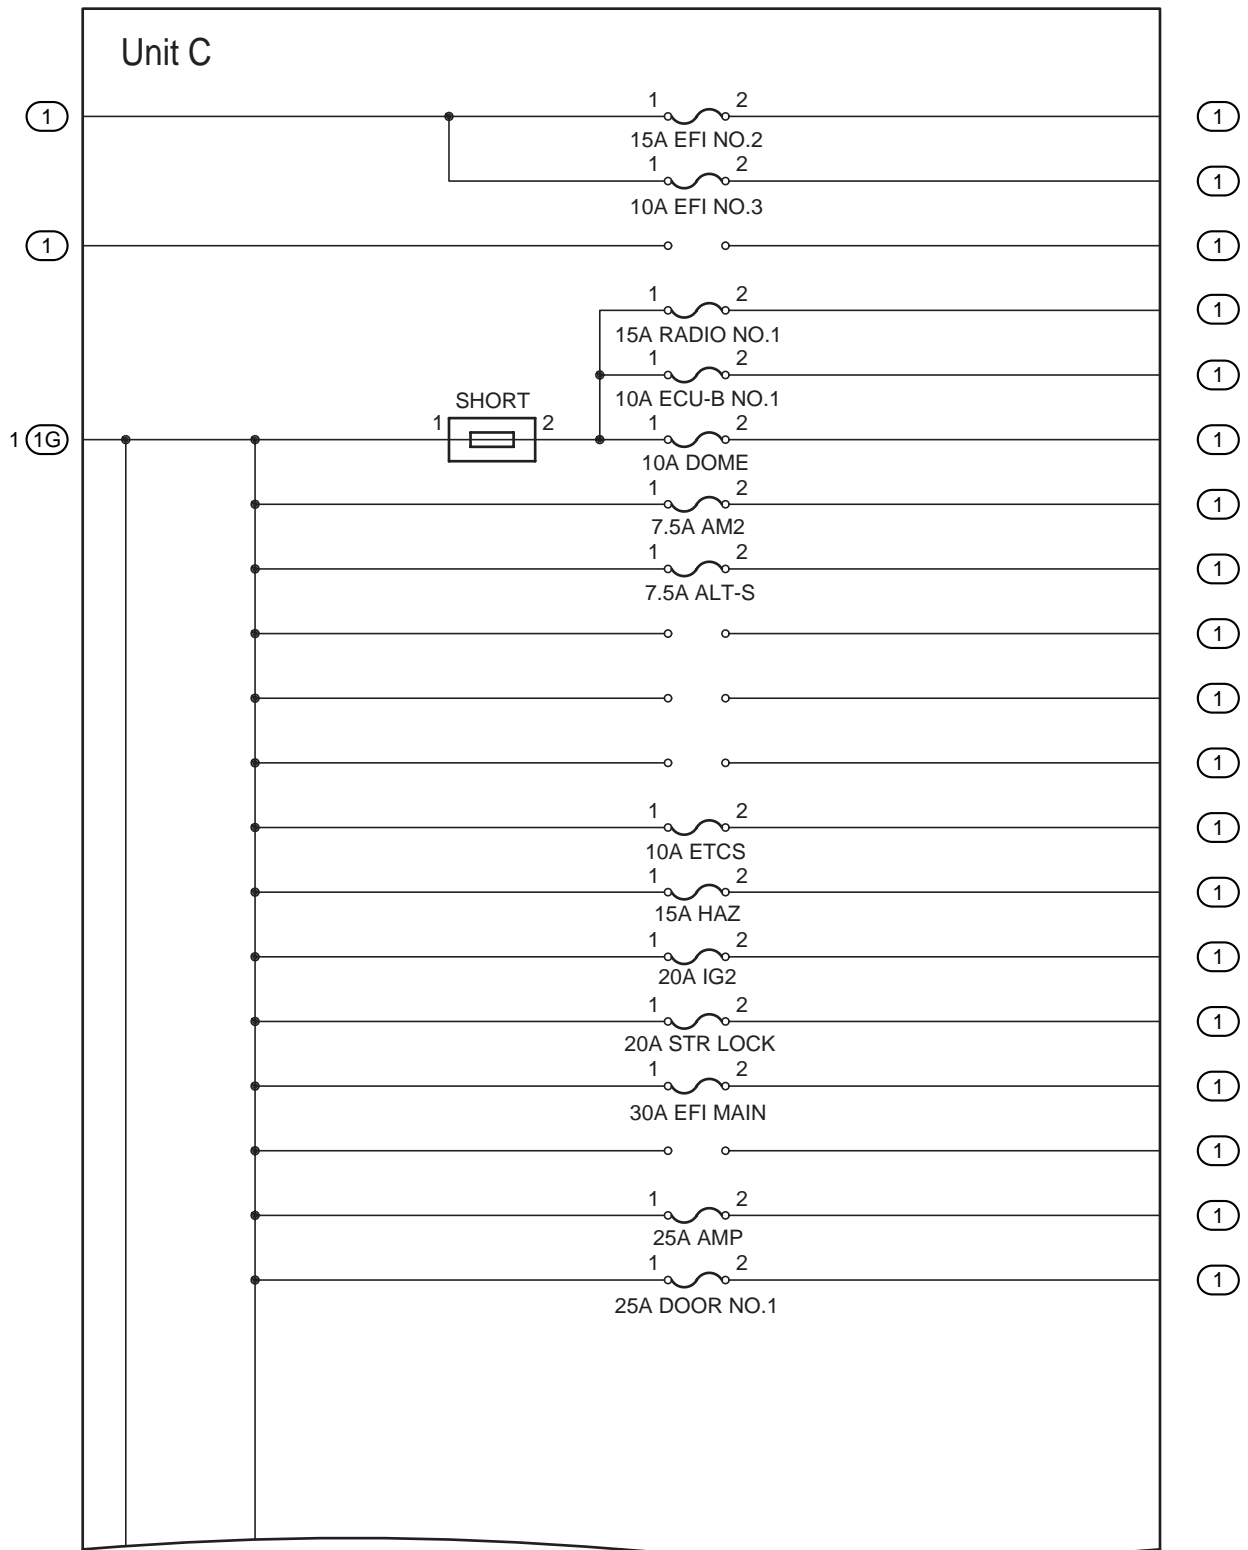 Unit C
1 1 2 1
15A EFI NO.2
1 2 1
10A EFI NO.3
1 1
1 2 1
15A RADIO NO.1
1 2 1
10A ECU-B NO.1
SHORT
1 2
1 1G 1 2 1
10A DOME
1 2 1
7.5A AM2
1 2 1
7.5A ALT-S
1
1
1
1 2 1
10A ETCS
1 2 1
15A HAZ
1 2 1
20A IG2
1 2 1
20A STR LOCK
1 2 1
30A EFI MAIN
1
1 2 1
25A AMP
1 2 1
25A DOOR NO.1